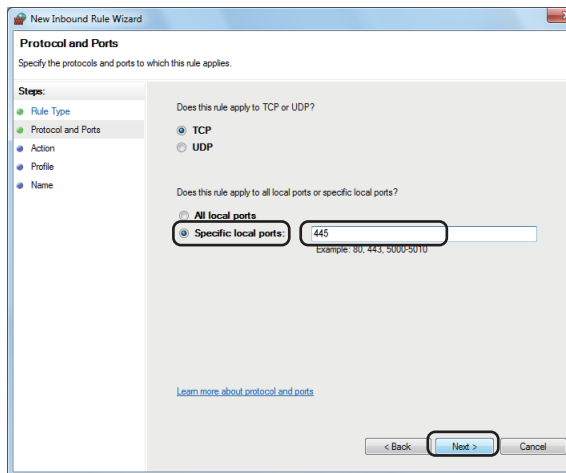 New Inbound Rule Wizard
Protocol and Ports
Specify the protocols and ports to which this rule applies.
Steps:
Rule Type
Protocol and Ports
Action
Profile
Name
Does this rule apply to TCP or UDP?
TCP
UDP
Does this rule apply to all local ports or specific local ports?
All local ports
Specific local ports: 445
Example: 80, 443, 5000-5010
Learn more about protocol and ports
< Back Next > Cancel